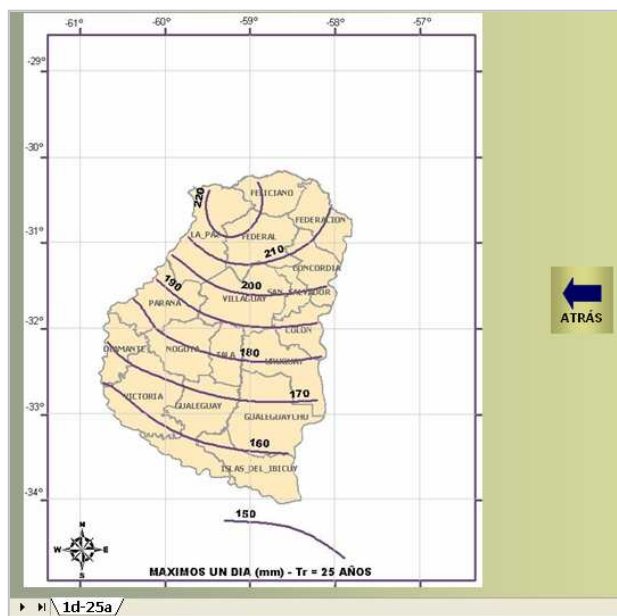 -61° -60° -59° -58° -57°
-29°
-30°
220
FELICIANO
FEDERACION
-31°
LA_PAZ
FEDERAL
210
CONCORDIA
190
200
SAN_SALVADOR
PARANA
VILLAGUAY
-32°
COLON
DIAMANTE
NOGOYA
TALA
180
URUGUAY
VICTORIA
170
GUALEGUAY
-33°
GUALEGUAYCHU
160
ISLAS_DEL_IBICUY
-34°
150
N
W E
S
MAXIMOS UN DIA (mm) - Tr = 25 AÑOS
ATRÁS
1d-25a